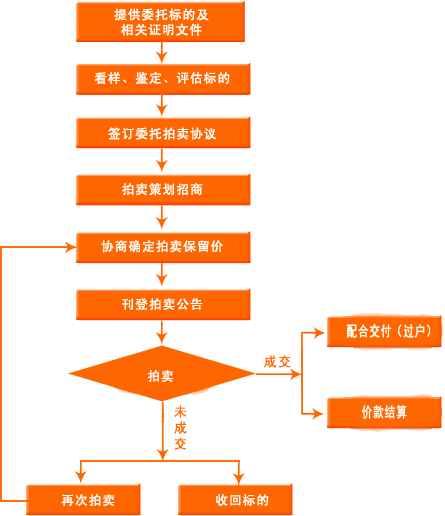 提供委托标的及
相关证明文件
看样、鉴定、评估标的
签订委托拍卖协议
拍卖策划招商
协商确定拍卖保留价
刊登拍卖公告
拍卖
成交
配合交付（过户）
价款结算
未
成
交
再次拍卖
收回标的